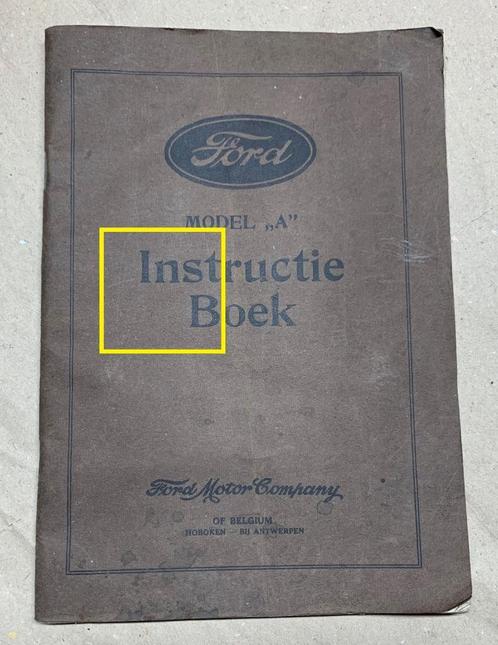 Ford
MODEL „A”
Instructie
Boek
Ford Motor Company
OF BELGIUM
HOBOKEN — BIJ ANTWERPEN